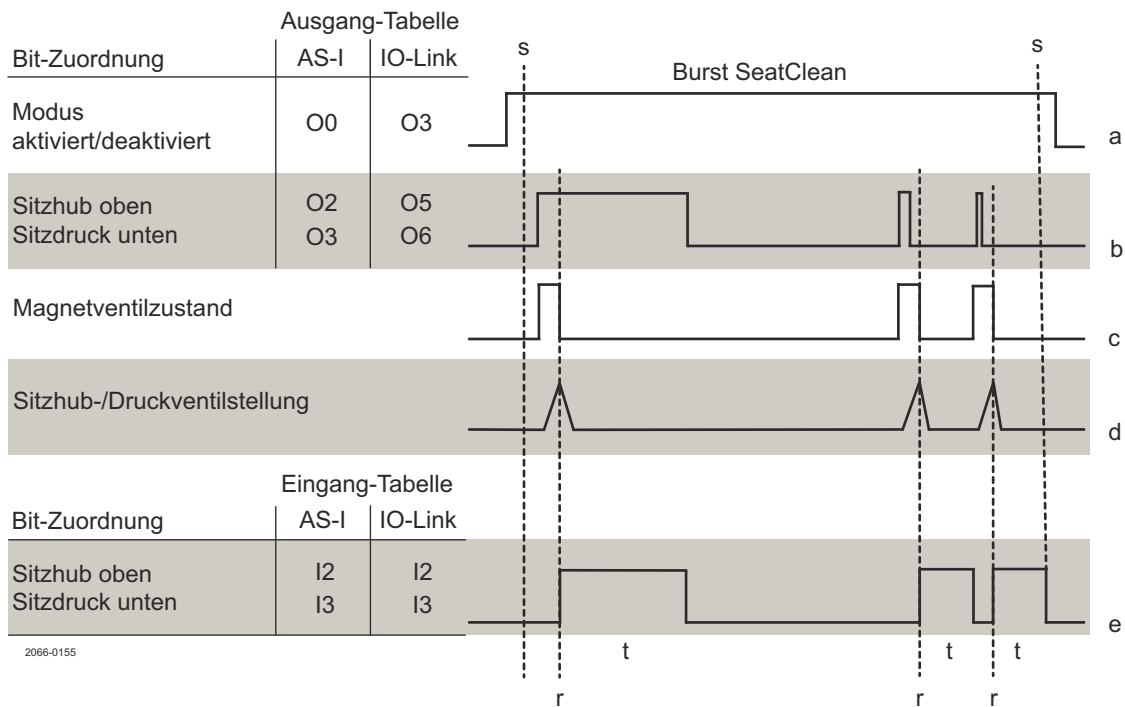 Ausgang-Tabelle
Bit-Zuordnung AS-I IO-Link
s s
Burst SeatClean
Modus
aktiviert/deaktiviert O0 O3
a
Sitzhub oben O2 O5
Sitzdruck unten O3 O6
b
Magnetventilzustand
c
Sitzhub-/Druckventilstellung
d
Eingang-Tabelle
Bit-Zuordnung AS-I IO-Link
Sitzhub oben I2 I2
Sitzdruck unten I3 I3
e
2066-0155
t t t
r r r